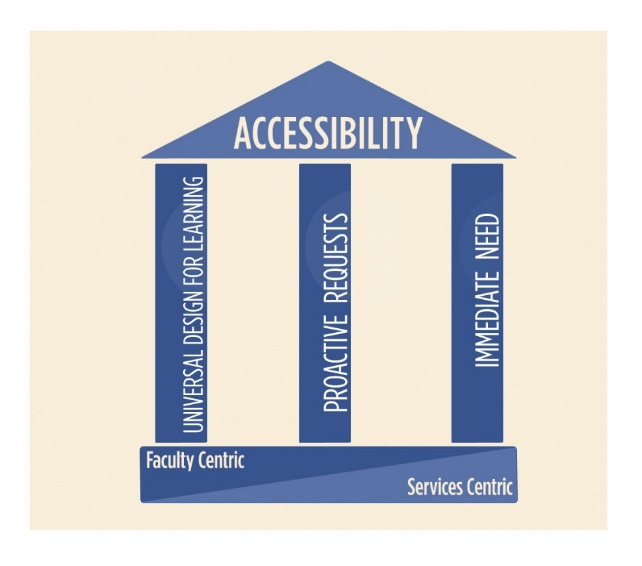 ACCESSIBILITY
UNIVERSAL DESIGN FOR LEARNING
PROACTIVE REQUESTS
IMMEDIATE NEED
Faculty Centric
Services Centric